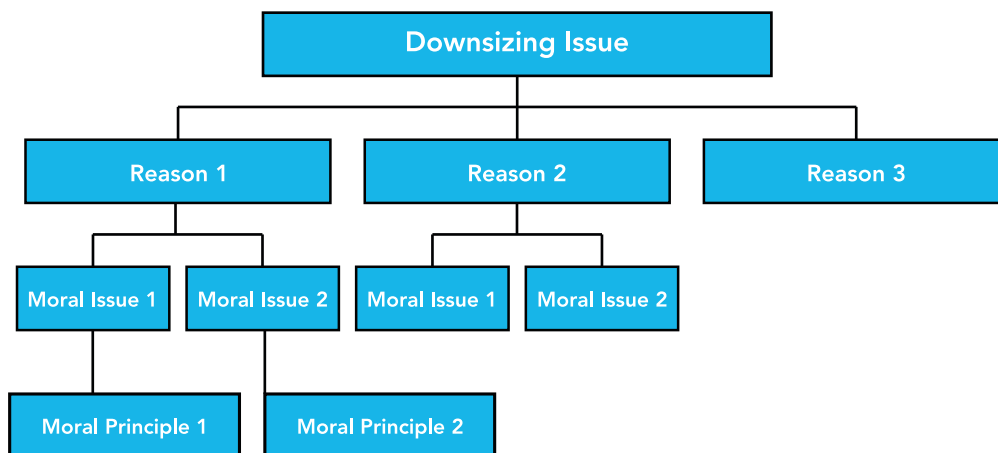 Downsizing Issue
Reason 1
Reason 2
Reason 3
Moral Issue 1
Moral Issue 2
Moral Issue 1
Moral Issue 2
Moral Principle 1
Moral Principle 2